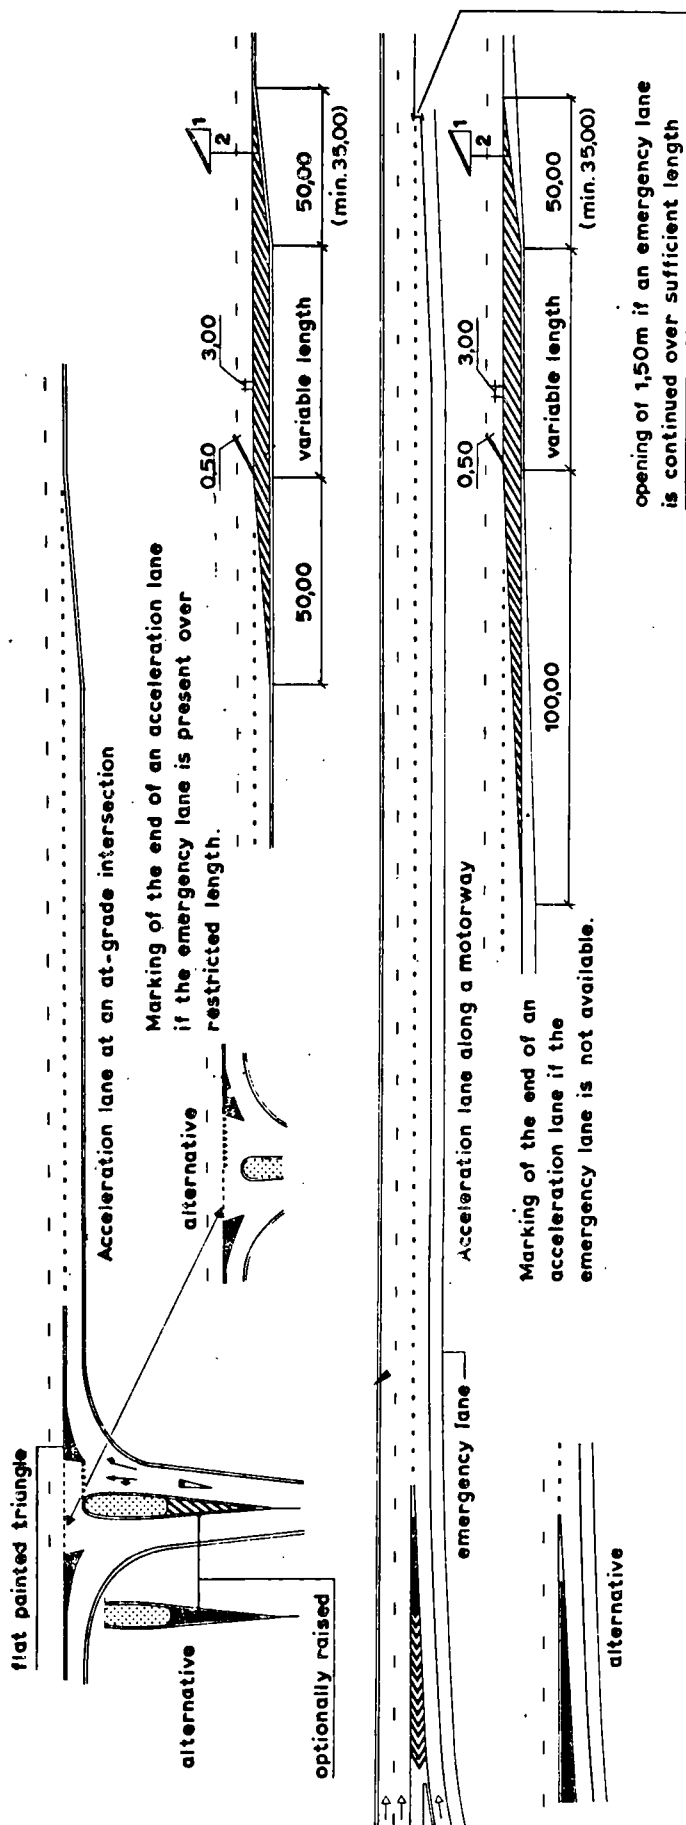 flat painted triangle
Acceleration lane at an at-grade intersection
alternative
optionally raised
alternative
Marking of the end of an acceleration lane
if the emergency lane is present over
restricted length.
0,50
3,00
2
1
50,00
variable length
50,00
(min. 35,00)
emergency lane
Acceleration lane along a motorway
alternative
Marking of the end of an
acceleration lane if the
emergency lane is not available.
0,50
3,00
2
1
100,00
variable length
50,00
(min. 35,00)
opening of 1,50m if an emergency lane
is continued over sufficient length